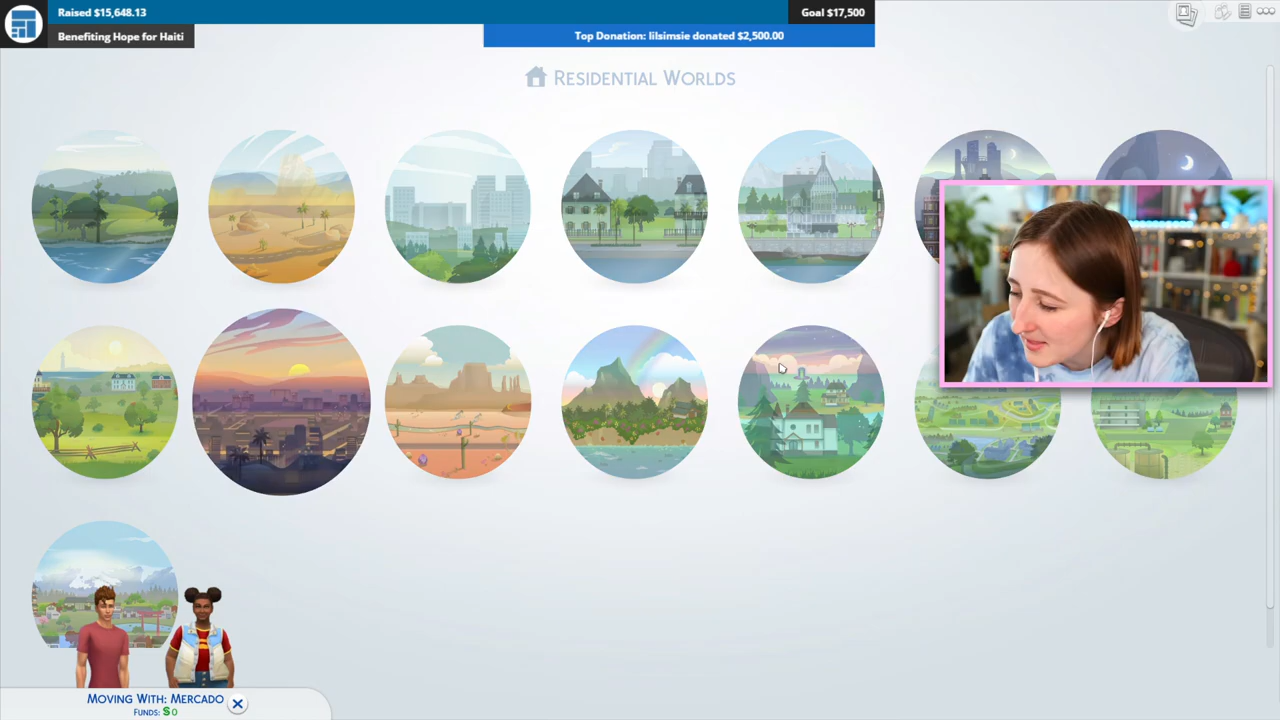 Raised $15,648.13
Goal $17,500
Benefiting Hope for Haiti
Top Donation: lilsimsie donated $2,500.00
Residential Worlds
Moving With: Mercado
Funds: $0